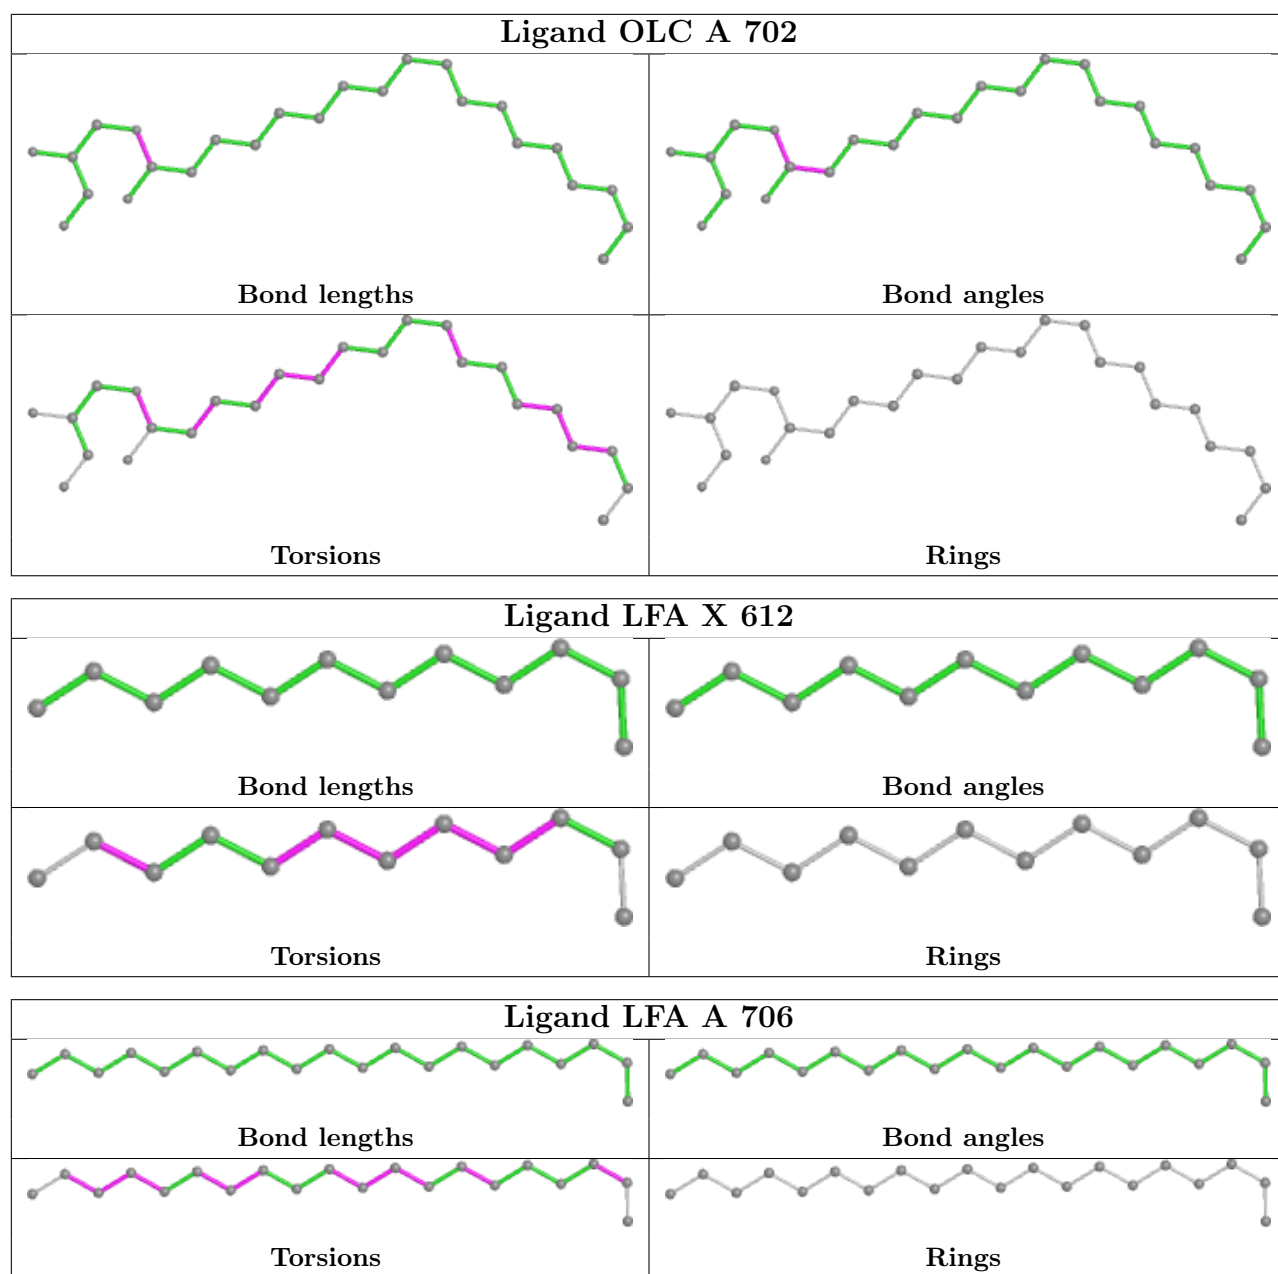 Ligand OLC A 702
Bond lengths
Bond angles
Torsions
Rings
Ligand LFA X 612
Bond lengths
Bond angles
Torsions
Rings
Ligand LFA A 706
Bond lengths
Bond angles
Torsions
Rings